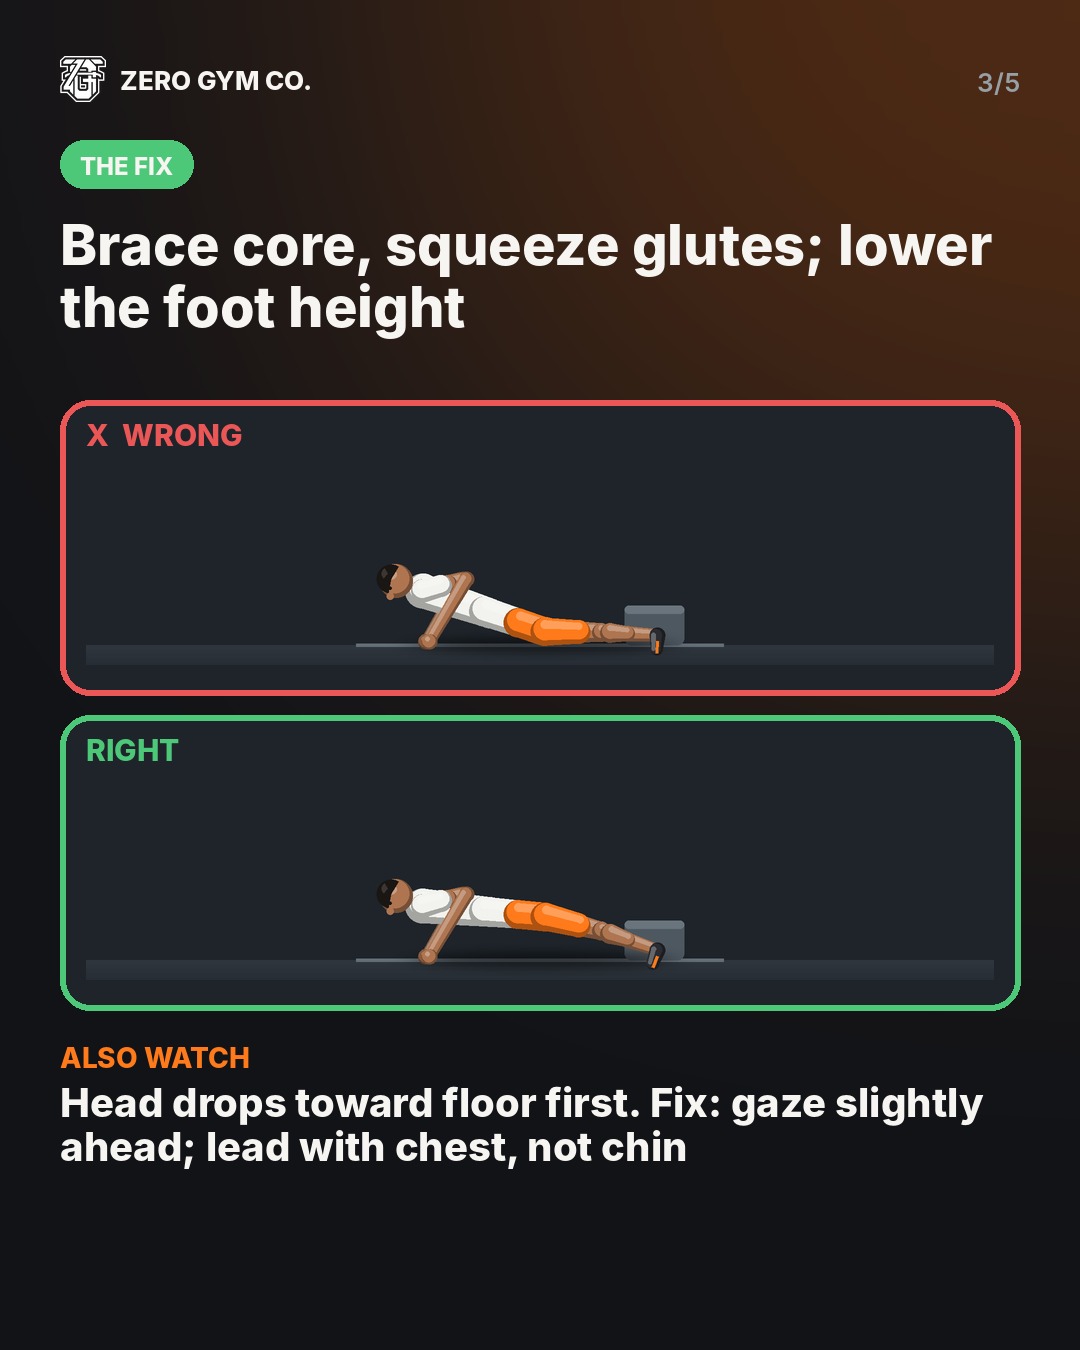 ZERO GYM CO.
3/5
THE FIX
Brace core, squeeze glutes; lower
the foot height
X WRONG
RIGHT
ALSO WATCH
Head drops toward floor first. Fix: gaze slightly
ahead; lead with chest, not chin